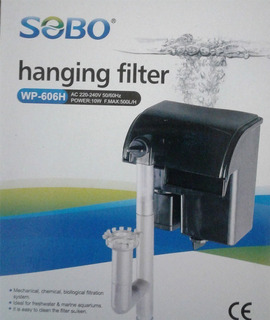 SOBO
hanging filter
WP-606H
AC 220-240V 50/60Hz
POWER:10W F.MAX:500L/H
• Mechanical, chemical, biological filtration
system.
• Ideal for freshwater & marine aquariums.
• It is easy to clean the filter
CE